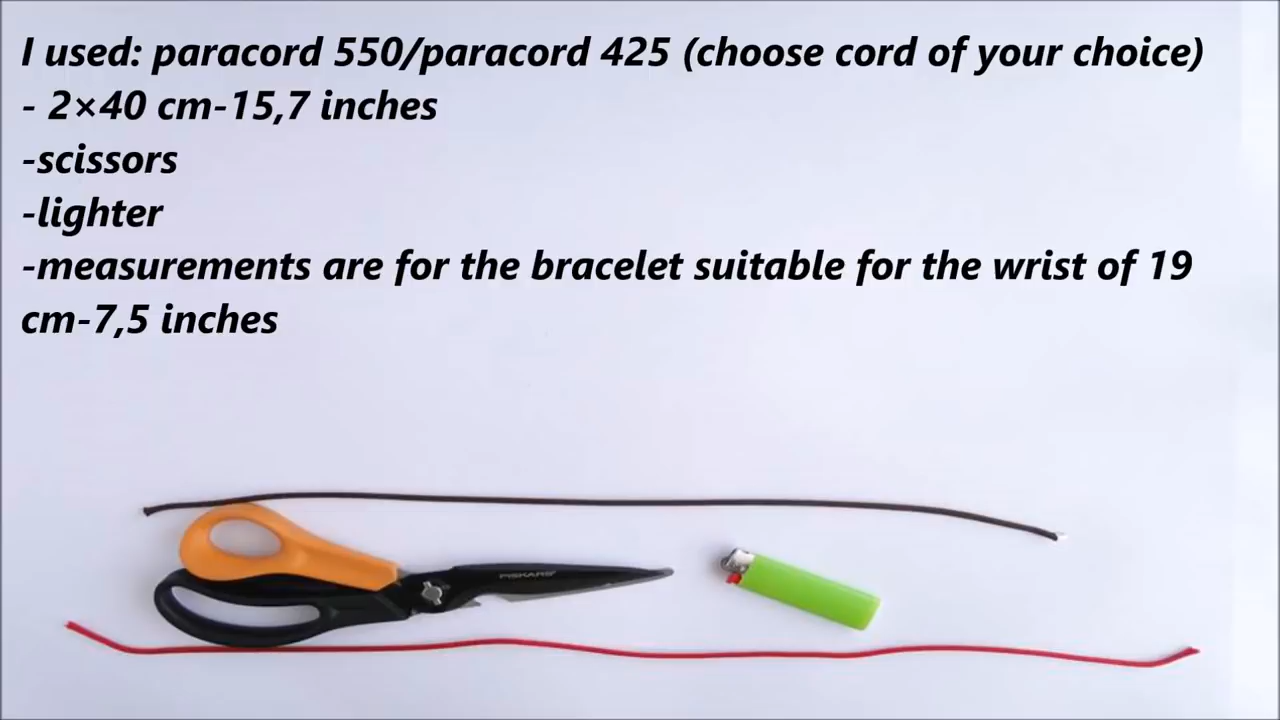 I used: paracord 550/paracord 425 (choose cord of your choice)
- 2×40 cm-15,7 inches
-scissors
-lighter
-measurements are for the bracelet suitable for the wrist of 19
cm-7,5 inches
FISKARS